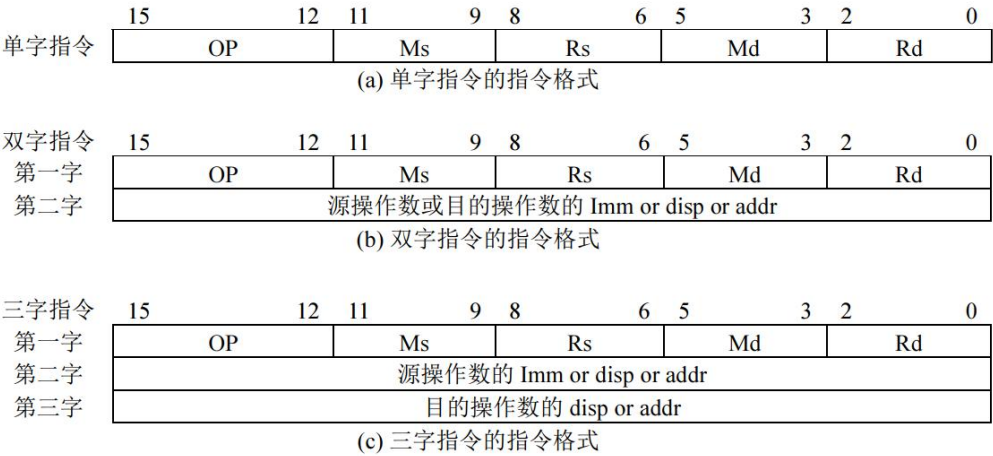 15 12 11 9 8 6 5 3 2 0
单字指令 OP Ms Rs Md Rd
(a) 单字指令的指令格式
双字指令 15 12 11 9 8 6 5 3 2 0
第一字 OP Ms Rs Md Rd
第二字 源操作数或目的操作数的 Imm or disp or addr
(b) 双字指令的指令格式
三字指令 15 12 11 9 8 6 5 3 2 0
第一字 OP Ms Rs Md Rd
第二字 源操作数的 Imm or disp or addr
第三字 目的操作数的 disp or addr
(c) 三字指令的指令格式